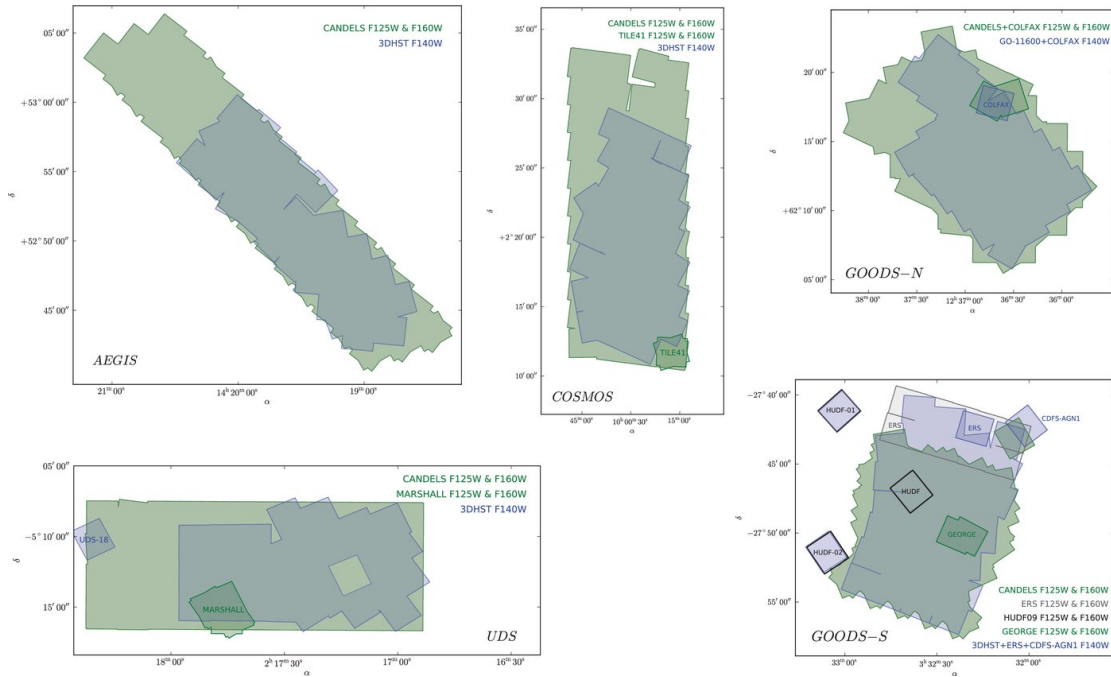 CANDELS F125W & F160W
3DHST F140W
05′ 00″
+53° 00′ 00″
55′ 00″
+52° 50′ 00″
45′ 00″
δ
AEGIS
21ᵐ 00ˢ
14ʰ 20ᵐ 00ˢ
19ᵐ 00ˢ
α
CANDELS F125W & F160W
TILE41 F125W & F160W
3DHST F140W
35′ 00″
30′ 00″
25′ 00″
+2° 20′ 00″
15′ 00″
10′ 00″
δ
TILE41
COSMOS
45ᵐ 00ˢ
10ʰ 00ᵐ 30ˢ
15ᵐ 00ˢ
α
CANDELS+COLFAX F125W & F160W
GO-11600+COLFAX F140W
20′ 00″
15′ 00″
+62° 10′ 00″
05′ 00″
δ
COLFAX
GOODS−N
38ᵐ 00ˢ
37ᵐ 30ˢ
12ʰ 37ᵐ 00ˢ
36ᵐ 30ˢ
36ᵐ 00ˢ
α
CANDELS F125W & F160W
MARSHALL F125W & F160W
3DHST F140W
05′ 00″
−5° 10′ 00″
15′ 00″
δ
UDS-18
MARSHALL
UDS
18ᵐ 00ˢ
2ʰ 17ᵐ 30ˢ
17ᵐ 00ˢ
16ᵐ 30ˢ
α
−27° 40′ 00″
45′ 00″
−27° 50′ 00″
55′ 00″
δ
HUDF-01
ERS
ERS
CDFS-AGN1
HUDF
GEORGE
HUDF-02
CANDELS F125W & F160W
ERS F125W & F160W
HUDF09 F125W & F160W
GEORGE F125W & F160W
3DHST+ERS+CDFS-AGN1 F140W
GOODS−S
33ᵐ 00ˢ
3ʰ 32ᵐ 30ˢ
32ᵐ 00ˢ
α